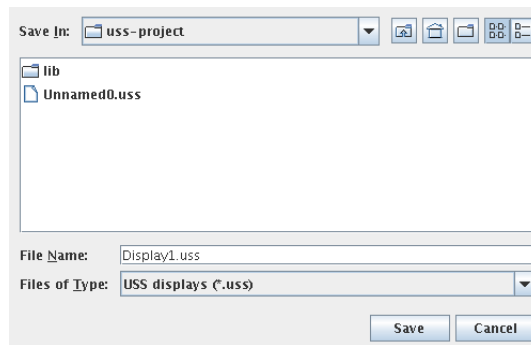 Save In: uss-project
lib
Unnamed0.uss
File Name: Display1.uss
Files of Type: USS displays (*.uss)
Save Cancel